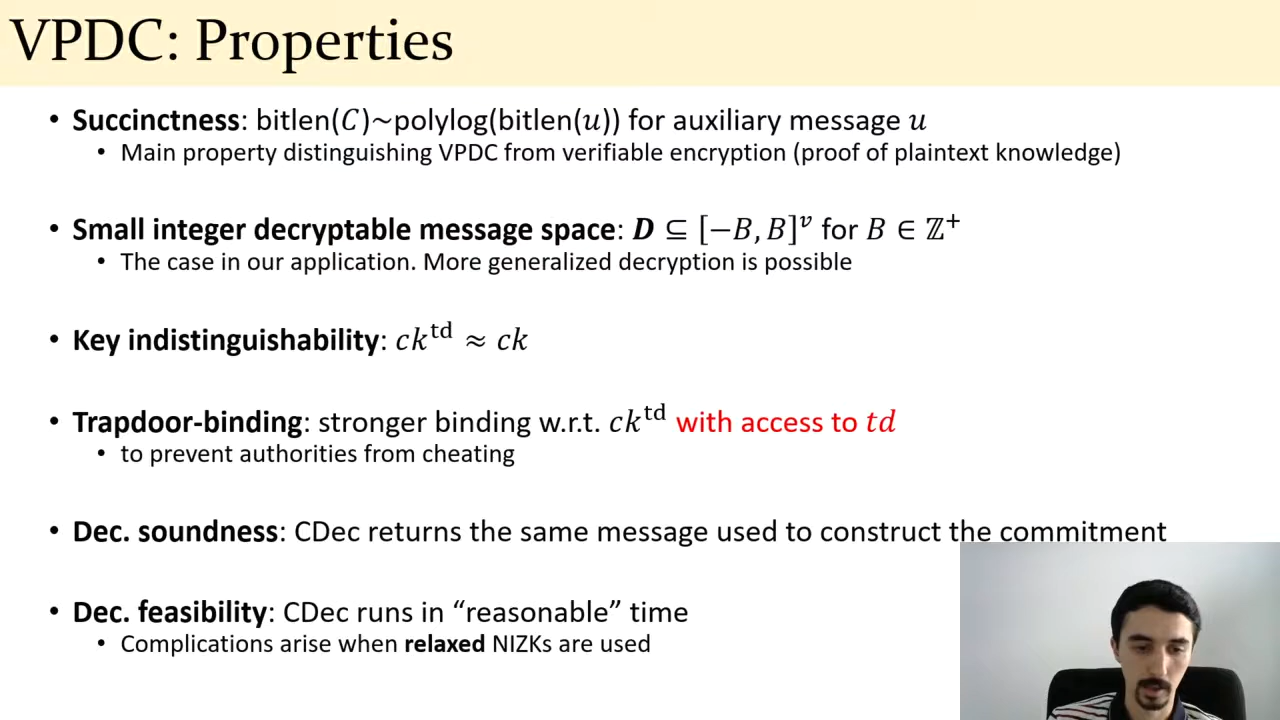 VPDC: Properties
• Succinctness: bitlen(C)~polylog(bitlen(u)) for auxiliary message u
• Main property distinguishing VPDC from verifiable encryption (proof of plaintext knowledge)
• Small integer decryptable message space: D ⊆ [−B, B]^v for B ∈ ℤ⁺
• The case in our application. More generalized decryption is possible
• Key indistinguishability: ck^td ≈ ck
• Trapdoor-binding: stronger binding w.r.t. ck^td with access to td
• to prevent authorities from cheating
• Dec. soundness: CDec returns the same message used to construct the commitment
• Dec. feasibility: CDec runs in “reasonable” time
• Complications arise when relaxed NIZKs are used